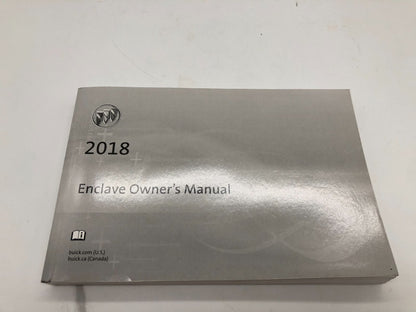 2018
Enclave Owner's Manual
buick.com (U.S.)
buick.ca (Canada)